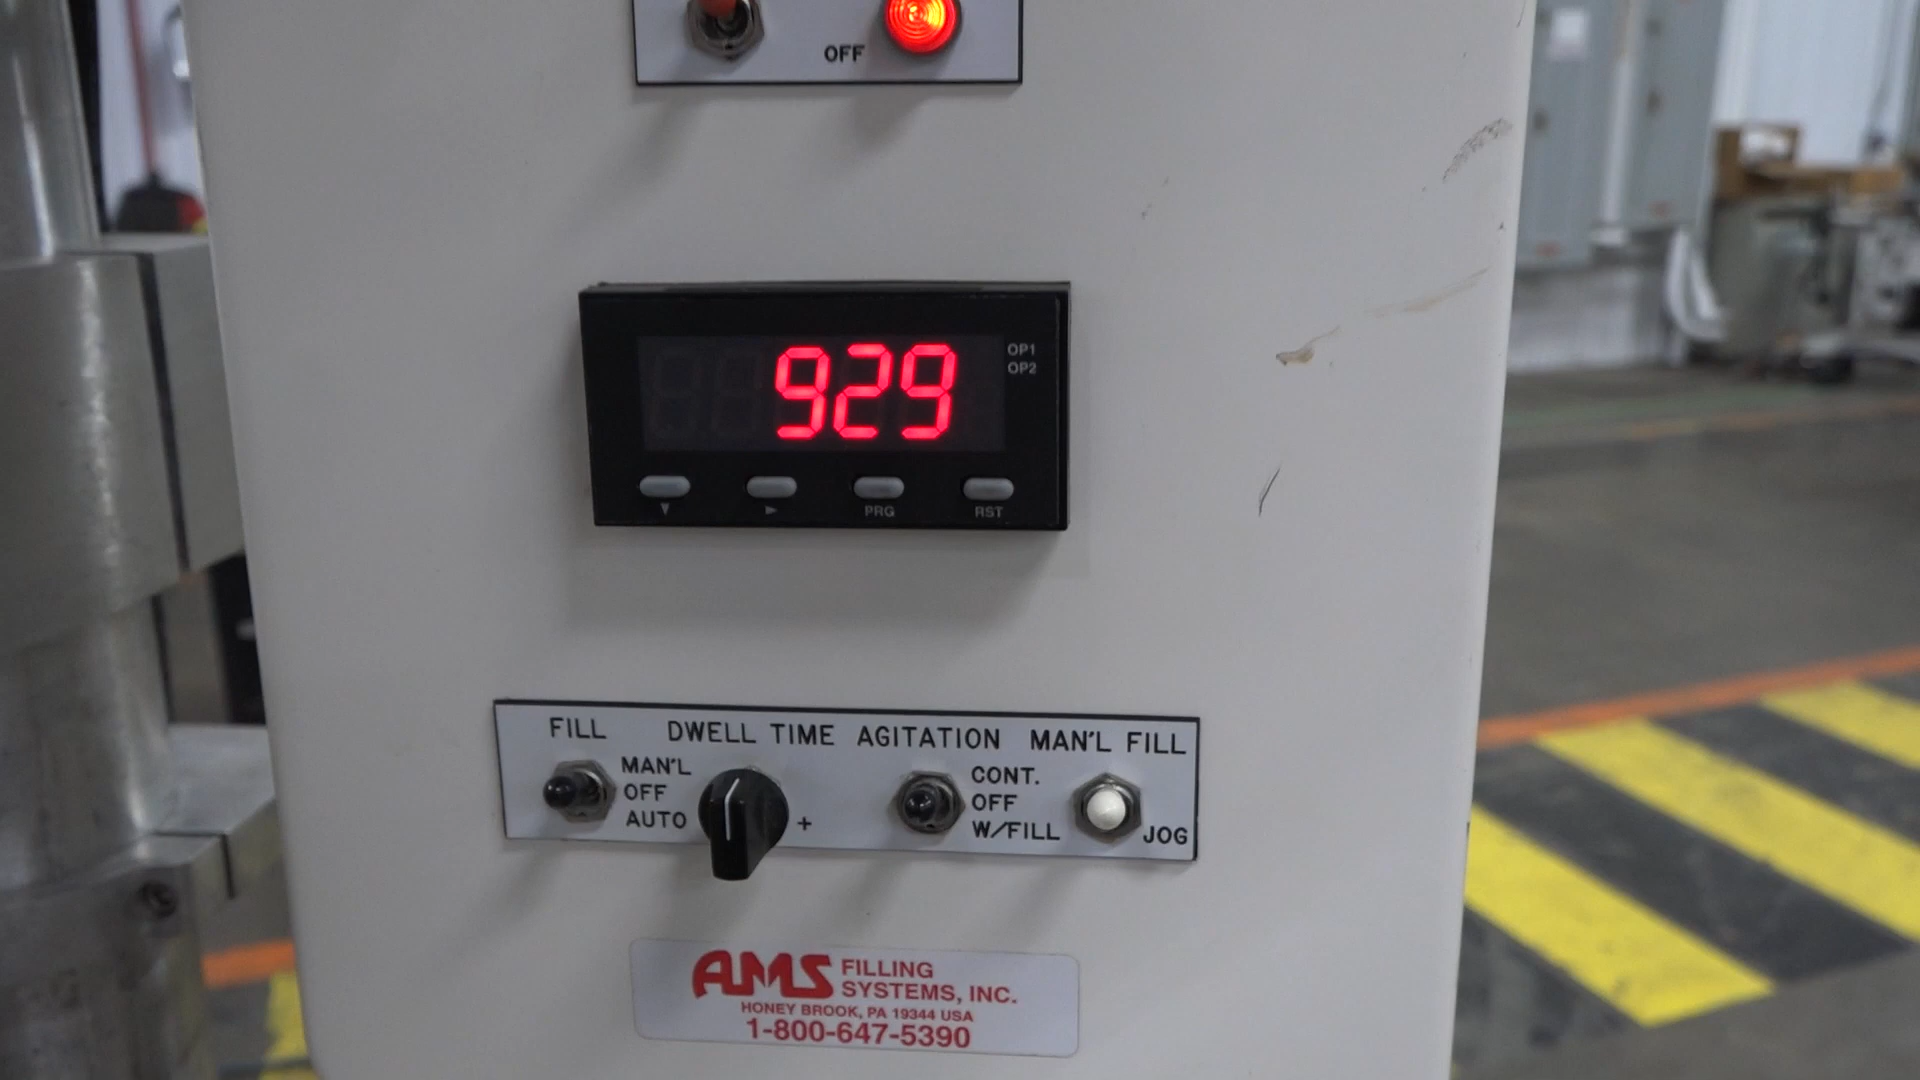 OFF
929
OP1
OP2
PRG RST
FILL DWELL TIME AGITATION MAN'L FILL
MAN'L
OFF
AUTO
+
CONT.
OFF
W/FILL
JOG
AMS FILLING
SYSTEMS, INC.
HONEY BROOK, PA 19344 USA
1-800-647-5390